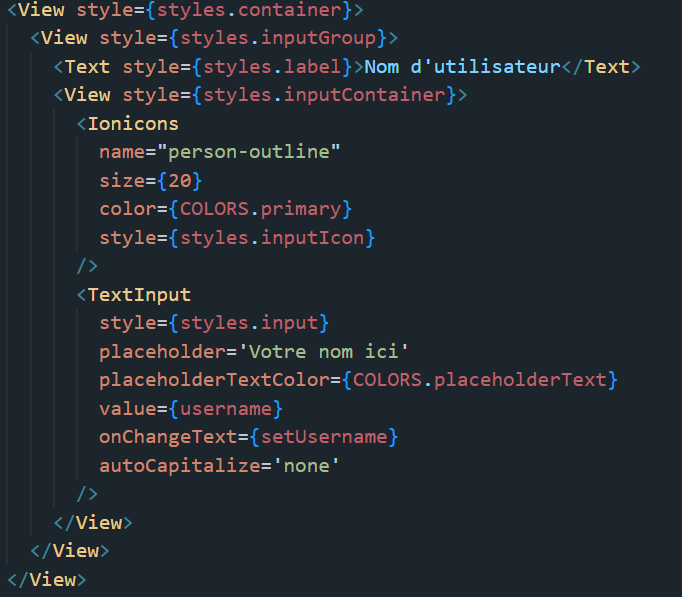 <View style={styles.container}>
<View style={styles.inputGroup}>
<Text style={styles.label}>Nom d'utilisateur</Text>
<View style={styles.inputContainer}>
<Ionicons
name="person-outline"
size={20}
color={COLORS.primary}
style={styles.inputIcon}
/>
<TextInput
style={styles.input}
placeholder='Votre nom ici'
placeholderTextColor={COLORS.placeholderText}
value={username}
onChangeText={setUsername}
autoCapitalize='none'
/>
</View>
</View>
</View>